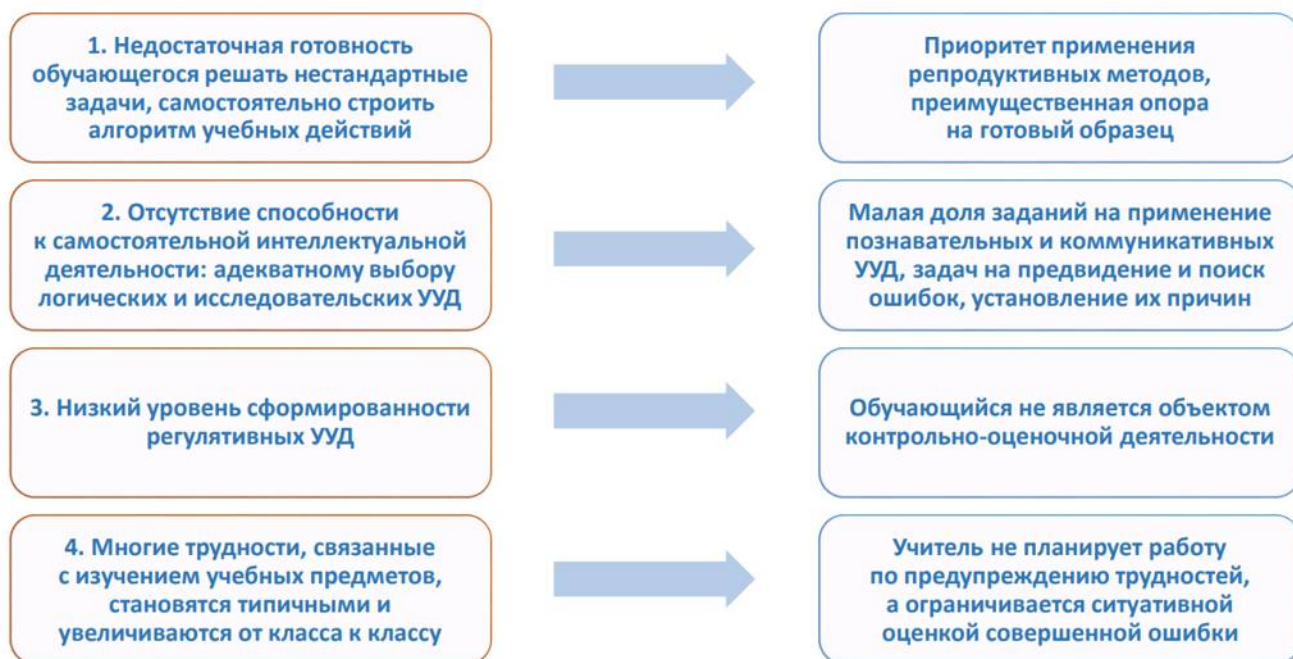 1. Недостаточная готовность
обучающегося решать нестандартные
задачи, самостоятельно строить
алгоритм учебных действий
Приоритет применения
репродуктивных методов,
преимущественная опора
на готовый образец
2. Отсутствие способности
к самостоятельной интеллектуальной
деятельности: адекватному выбору
логических и исследовательских УУД
Малая доля заданий на применение
познавательных и коммуникативных
УУД, задач на предвидение и поиск
ошибок, установление их причин
3. Низкий уровень сформированности
регулятивных УУД
Обучающийся не является объектом
контрольно-оценочной деятельности
4. Многие трудности, связанные
с изучением учебных предметов,
становятся типичными и
увеличиваются от класса к классу
Учитель не планирует работу
по предупреждению трудностей,
а ограничивается ситуативной
оценкой совершенной ошибки